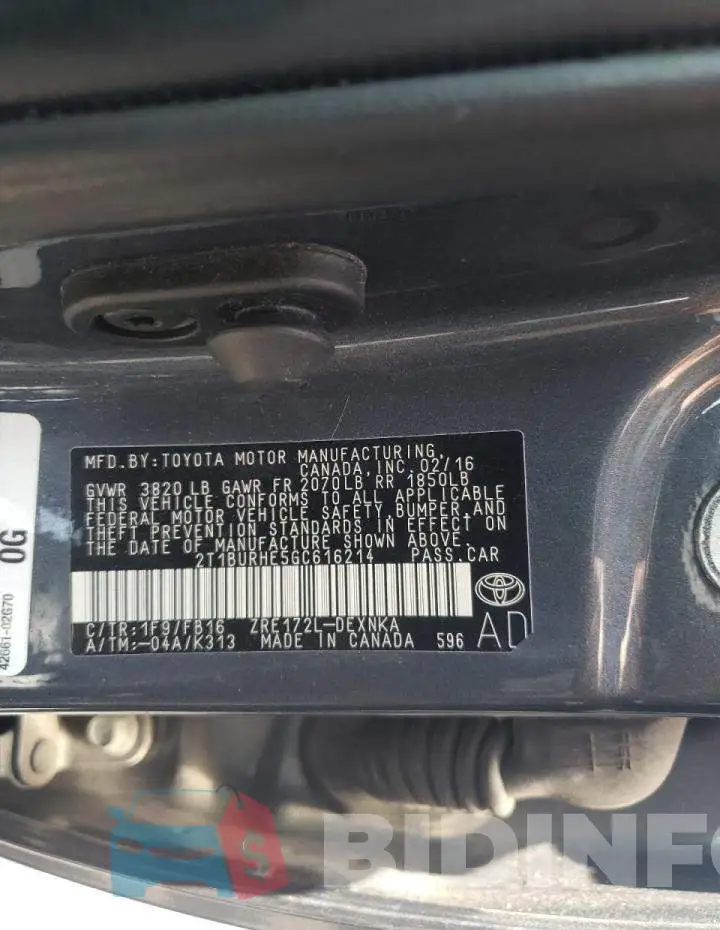 MFD.BY:TOYOTA MOTOR MANUFACTURING,
CANADA, INC. 02/16
GVWR 3820 LB GAWR FR 2070LB RR 1850LB
THIS VEHICLE CONFORMS TO ALL APPLICABLE
FEDERAL MOTOR VEHICLE SAFETY, BUMPER, AND
THEFT PREVENTION STANDARDS IN EFFECT ON
THE DATE OF MANUFACTURE SHOWN ABOVE.
2T1BURHE5GC616214 PASS.CAR
C/TR:1F9/FB16 ZRE172L-DEXNKA
A/TM:-04A/K313 MADE IN CANADA 596
AD
0G
42661-02G70
$
BIDINFO